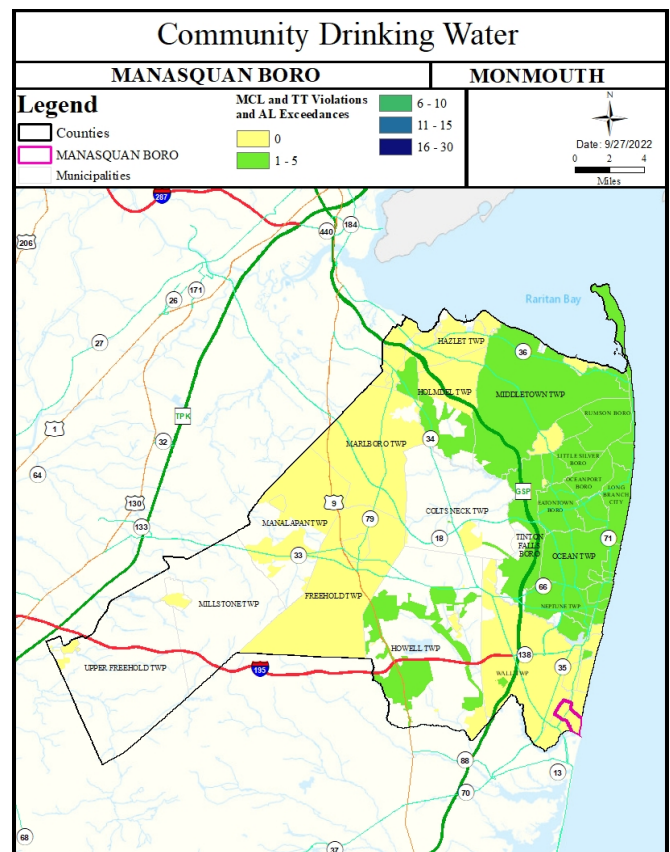 Community Drinking Water
MANASQUAN BORO
MONMOUTH
Legend
Counties
MANASQUAN BORO
Municipalities
MCL and TT Violations
and AL Exceedances
0
1 - 5
6 - 10
11 - 15
16 - 30
N
Date: 9/27/2022
0 2 4
Miles
287
206
440
184
171
26
27
Raritan Bay
HAZLET TWP
36
HOLMDEL TWP
MIDDLETOWN TWP
RUMSON BORO
TPK
1
32
34
MARLBORO TWP
LITTLE SILVER
BORO
OCEANPORT
BORO
64
130
9
GSP
LONG
BRANCH
CITY
EATONTOWN
BORO
133
79
COLTS NECK TWP
MANALAPAN TWP
18
TINTON
FALLS
BORO
71
33
OCEAN TWP
66
MILLSTONE TWP
FREEHOLD TWP
NEPTUNE TWP
HOWELL TWP
138
35
UPPER FREEHOLD TWP
195
WALL TWP
88
13
70
68
37